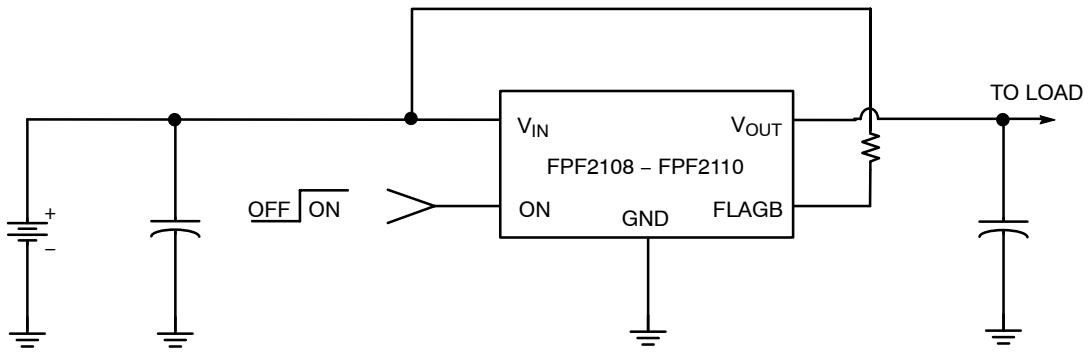 TO LOAD
V_IN
V_OUT
FPF2108 – FPF2110
OFF
ON
ON
GND
FLAGB
+
−